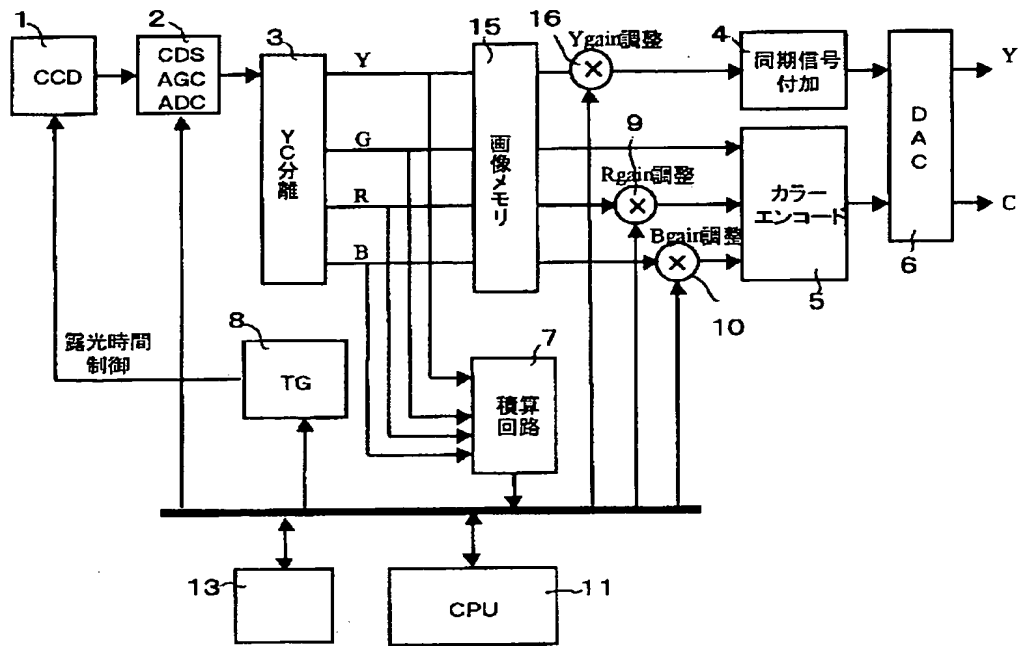 1
CCD
2
CDS
AGC
ADC
3
YC分離
Y
G
R
B
15
画像メモリ
16
Ygain調整
9
Rgain調整
Bgain調整
10
4
同期信号
付加
カラー
エンコード
5
DAC
6
Y
C
露光時間
制御
8
TG
7
積算
回路
13
CPU
11